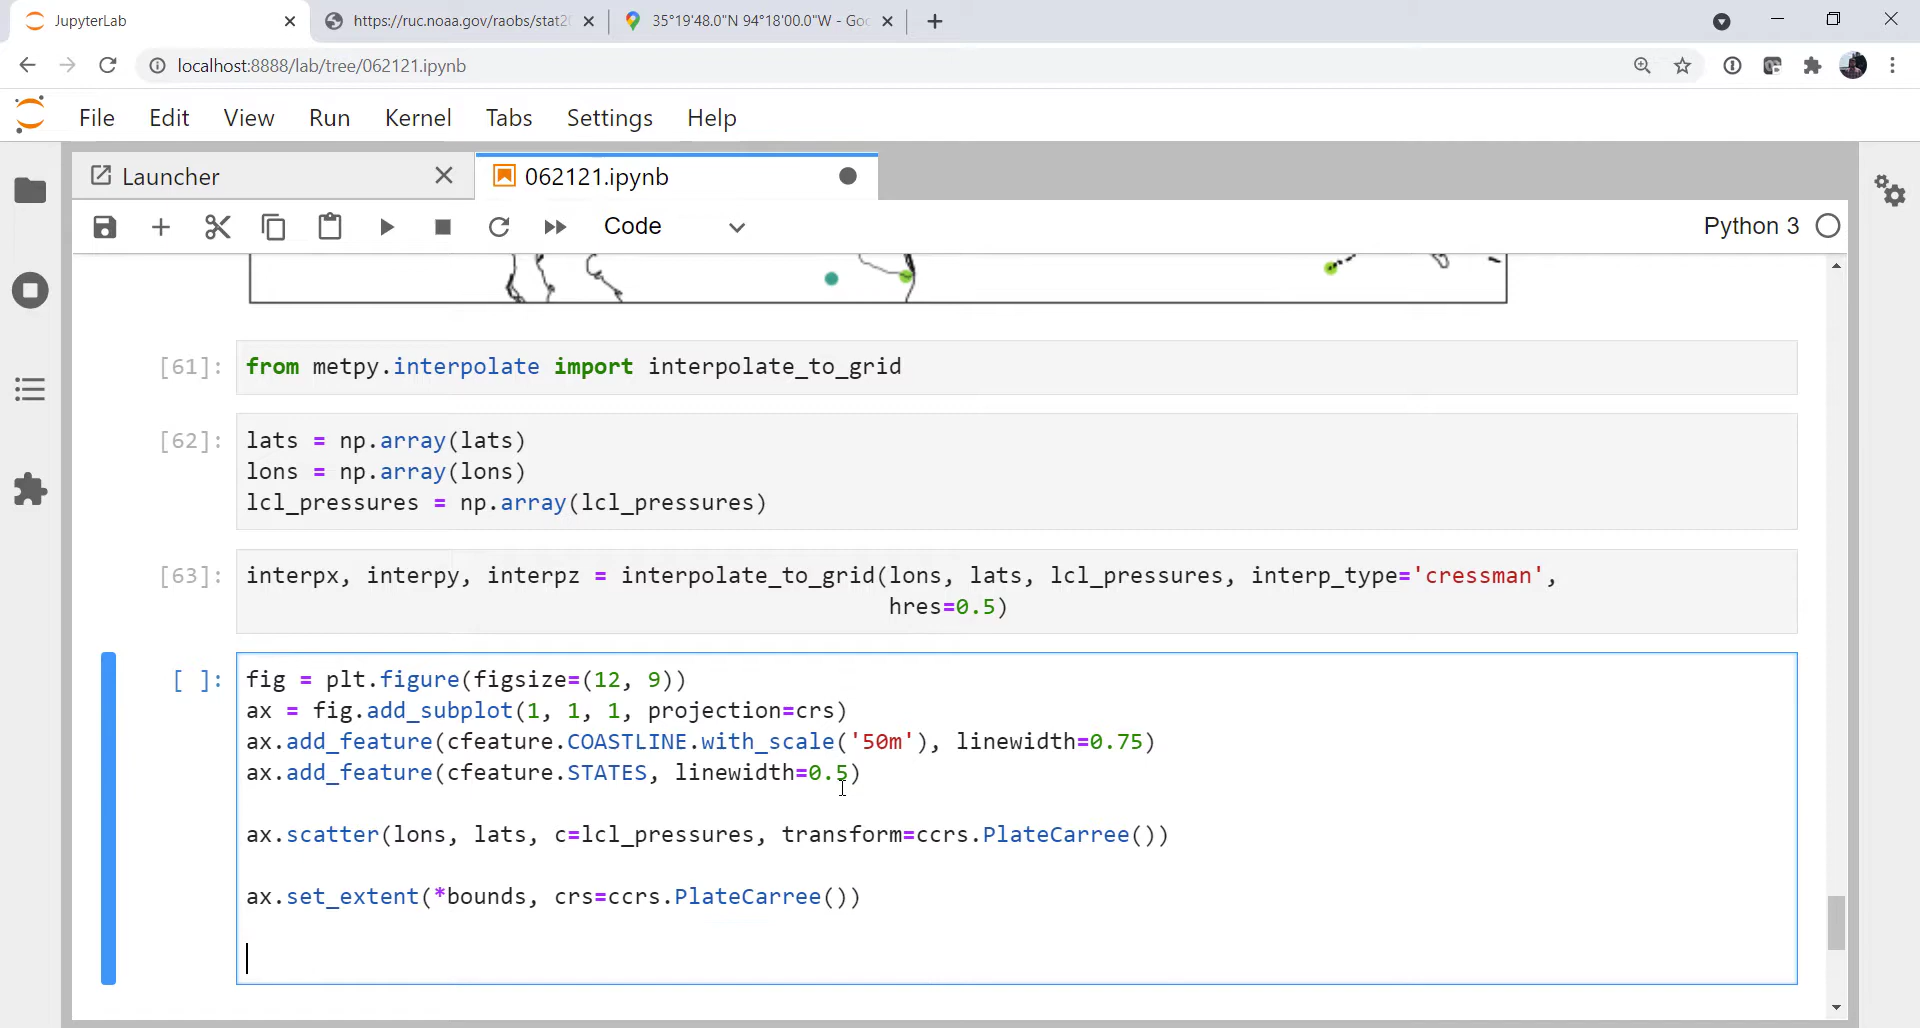 JupyterLab
https://ruc.noaa.gov/raobs/stat2
35°19'48.0"N 94°18'00.0"W - Goo
localhost:8888/lab/tree/062121.ipynb
File Edit View Run Kernel Tabs Settings Help
Launcher
062121.ipynb
Code
Python 3
[61]:
from metpy.interpolate import interpolate_to_grid
[62]:
lats = np.array(lats)
lons = np.array(lons)
lcl_pressures = np.array(lcl_pressures)
[63]:
interpx, interpy, interpz = interpolate_to_grid(lons, lats, lcl_pressures, interp_type='cressman',
hres=0.5)
[ ]:
fig = plt.figure(figsize=(12, 9))
ax = fig.add_subplot(1, 1, 1, projection=crs)
ax.add_feature(cfeature.COASTLINE.with_scale('50m'), linewidth=0.75)
ax.add_feature(cfeature.STATES, linewidth=0.5)
ax.scatter(lons, lats, c=lcl_pressures, transform=ccrs.PlateCarree())
ax.set_extent(*bounds, crs=ccrs.PlateCarree())